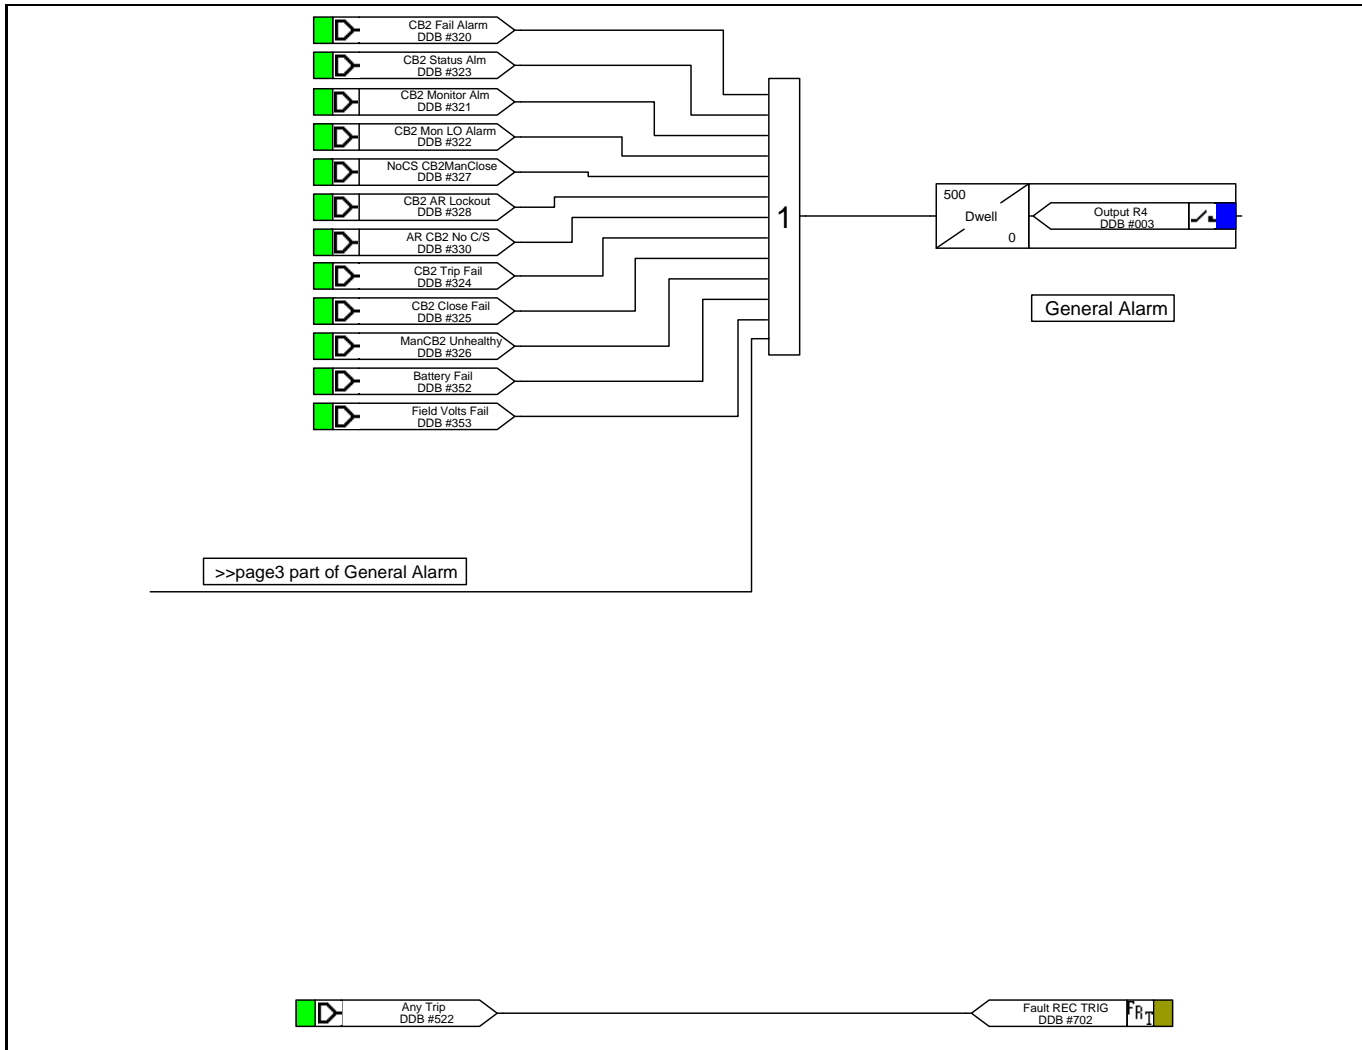 CB2 Fail Alarm
DDB #320
CB2 Status Alm
DDB #323
CB2 Monitor Alm
DDB #321
CB2 Mon LO Alarm
DDB #322
NoCS CB2ManClose
DDB #327
CB2 AR Lockout
DDB #328
AR CB2 No C/S
DDB #330
CB2 Trip Fail
DDB #324
CB2 Close Fail
DDB #325
ManCB2 Unhealthy
DDB #326
Battery Fail
DDB #352
Field Volts Fail
DDB #353
1
500
Dwell
0
Output R4
DDB #003
General Alarm
>>page3 part of General Alarm
Any Trip
DDB #522
Fault REC TRIG
DDB #702
FRT